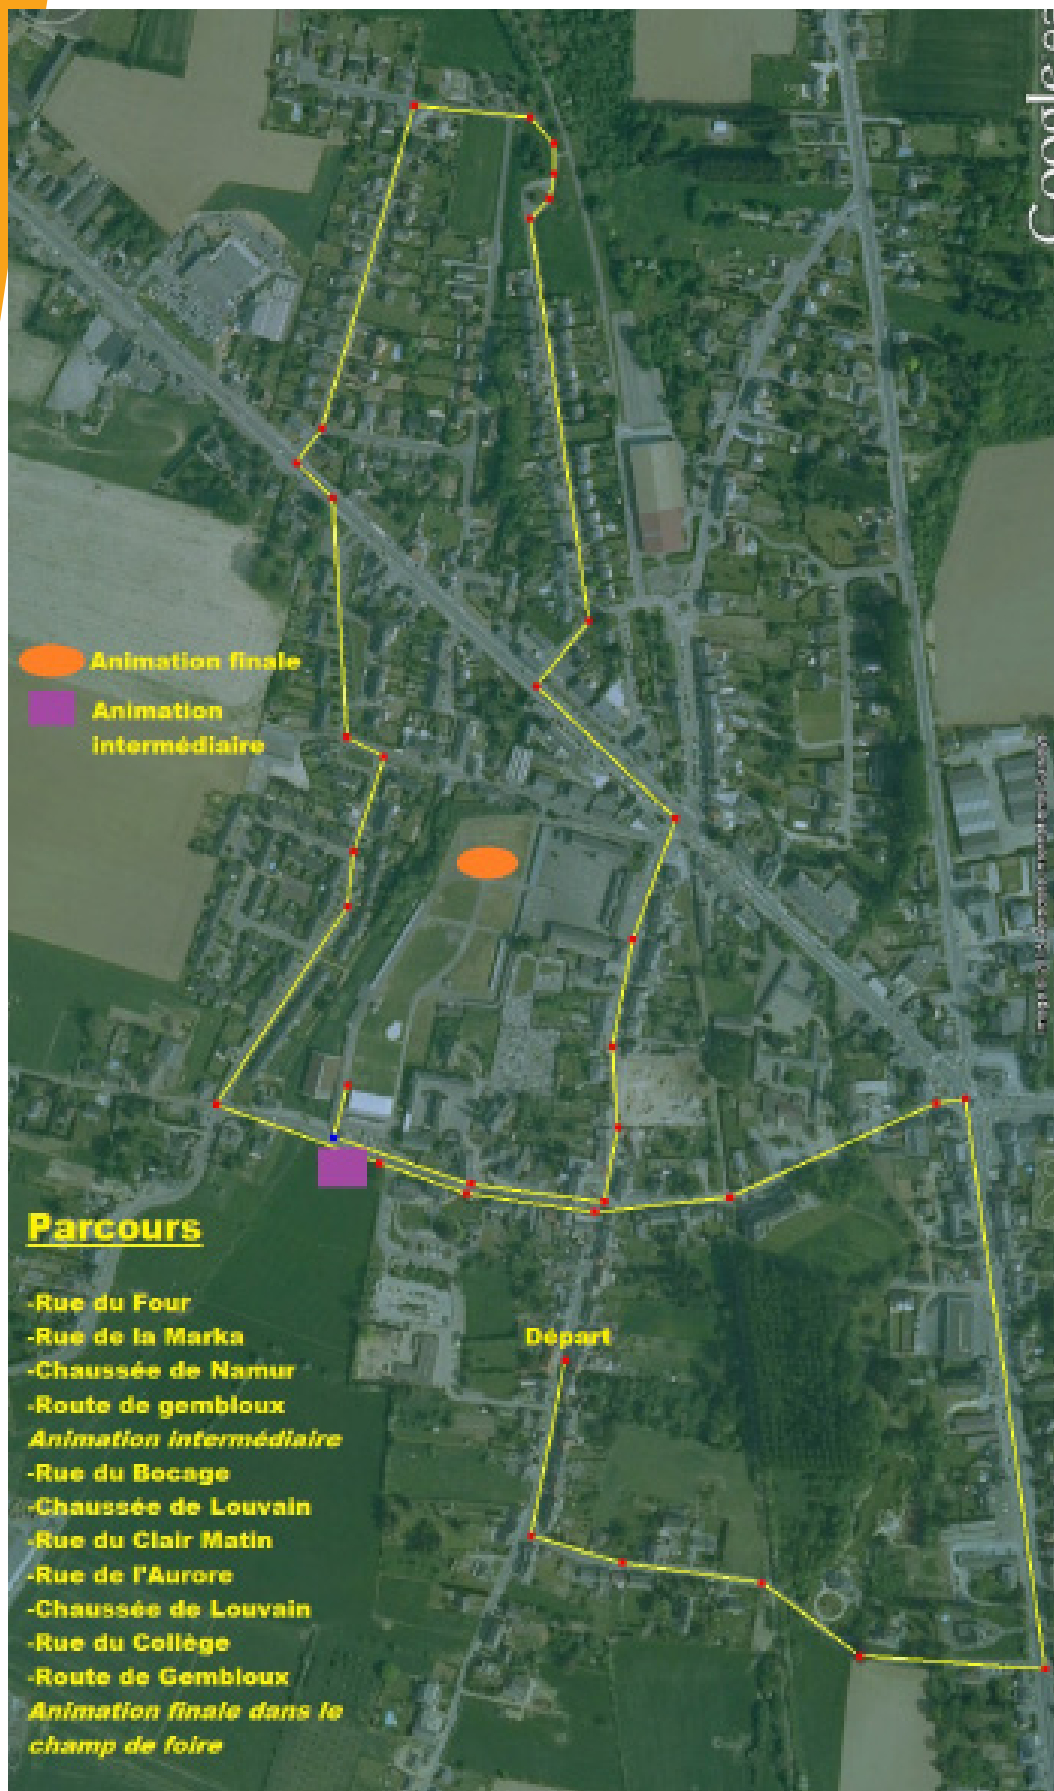 Google ea
Animation finale
Animation
intermédiaire
Parcours
-Rue du Four
-Rue de la Marka
-Chaussée de Namur
-Route de gembloux
Animation intermédiaire
-Rue du Bocage
-Chaussée de Louvain
-Rue du Clair Matin
-Rue de l'Aurore
-Chaussée de Louvain
-Rue du Collège
-Route de Gembloux
Animation finale dans le
champ de foire
Départ